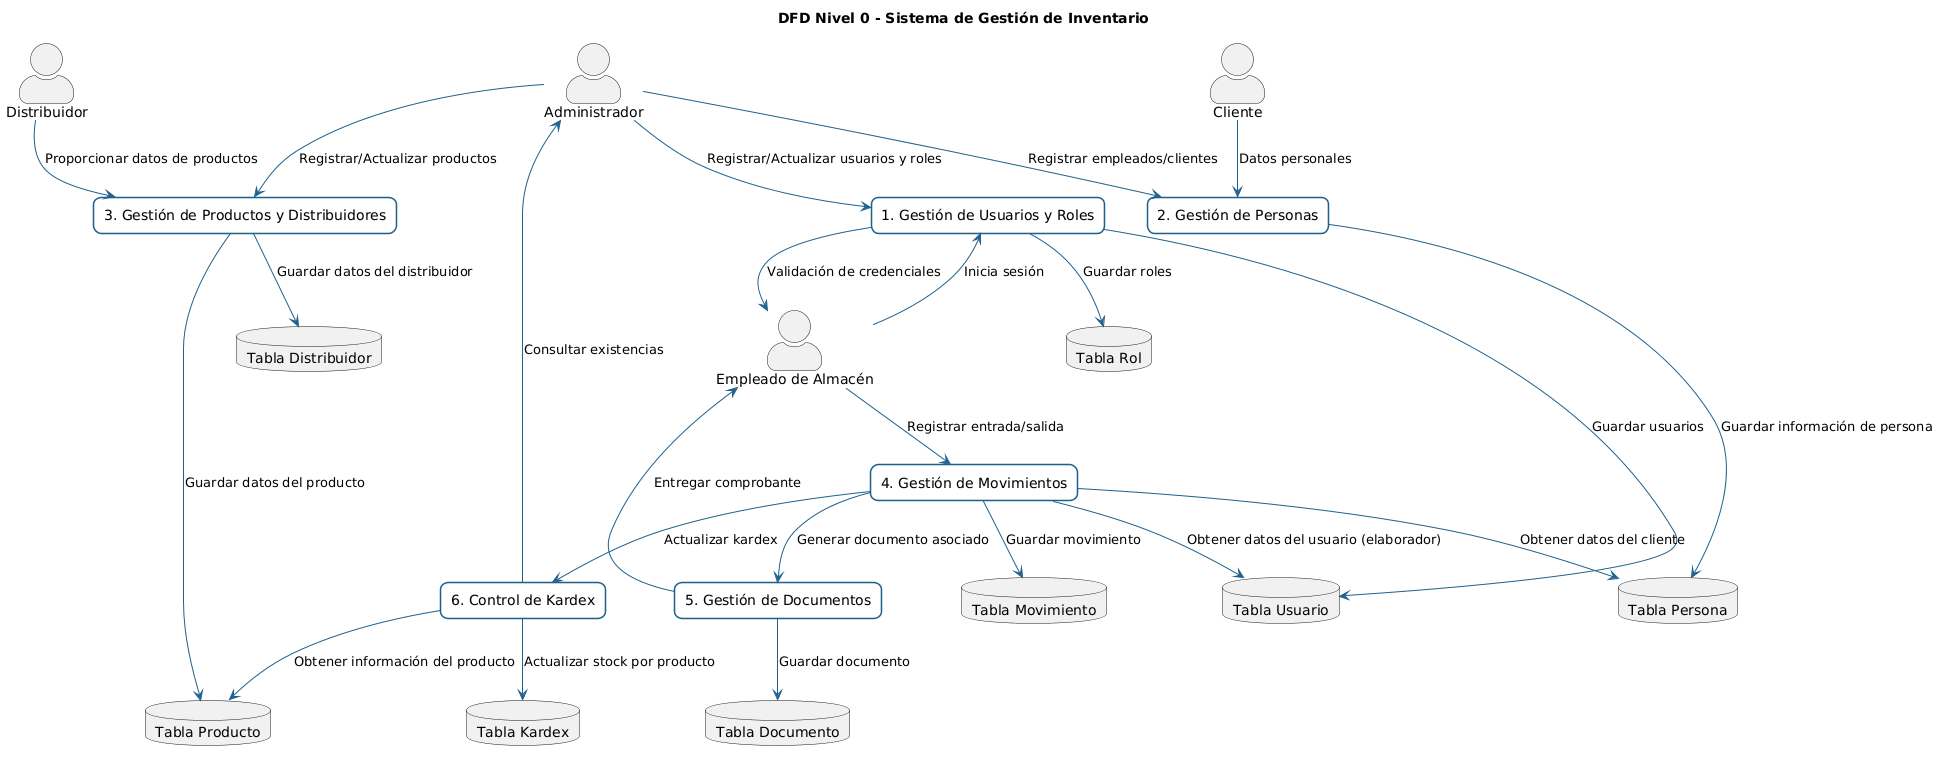 DFD Nivel 0 - Sistema de Gestión de Inventario
Distribuidor
Administrador
Cliente
Proporcionar datos de productos
Registrar/Actualizar productos
Registrar/Actualizar usuarios y roles
Registrar empleados/clientes
Datos personales
3. Gestión de Productos y Distribuidores
1. Gestión de Usuarios y Roles
2. Gestión de Personas
Guardar datos del distribuidor
Validación de credenciales
Inicia sesión
Guardar roles
Tabla Distribuidor
Consultar existencias
Empleado de Almacén
Tabla Rol
Registrar entrada/salida
Guardar usuarios
Guardar información de persona
Guardar datos del producto
Entregar comprobante
4. Gestión de Movimientos
Actualizar kardex
Generar documento asociado
Guardar movimiento
Obtener datos del usuario (elaborador)
Obtener datos del cliente
6. Control de Kardex
5. Gestión de Documentos
Tabla Movimiento
Tabla Usuario
Tabla Persona
Obtener información del producto
Actualizar stock por producto
Guardar documento
Tabla Producto
Tabla Kardex
Tabla Documento